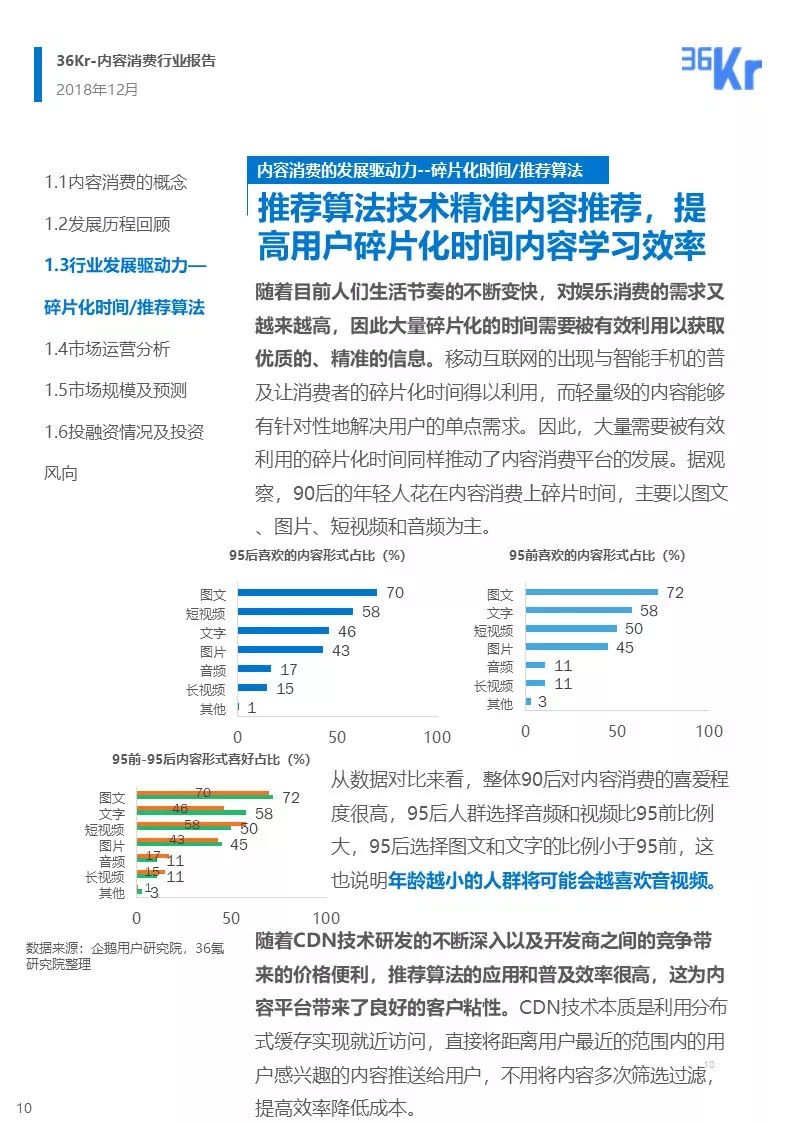 36Kr-内容消费行业报告
2018年12月
36Kr
1.1内容消费的概念
1.2发展历程回顾
1.3行业发展驱动力—
碎片化时间/推荐算法
1.4市场运营分析
1.5市场规模及预测
1.6投融资情况及投资
风向
内容消费的发展驱动力--碎片化时间/推荐算法
推荐算法技术精准内容推荐，提
高用户碎片化时间内容学习效率
随着目前人们生活节奏的不断变快，对娱乐消费的需求又
越来越高，因此大量碎片化的时间需要被有效利用以获取
优质的、精准的信息。移动互联网的出现与智能手机的普
及让消费者的碎片化时间得以利用，而轻量级的内容能够
有针对性地解决用户的单点需求。因此，大量需要被有效
利用的碎片化时间同样推动了内容消费平台的发展。据观
察，90后的年轻人花在内容消费上碎片时间，主要以图文
、图片、短视频和音频为主。
95后喜欢的内容形式占比（%）
图文 70
短视频 58
文字 46
图片 43
音频 17
长视频 15
其他 1
0 50 100
95前喜欢的内容形式占比（%）
图文 72
文字 58
短视频 50
图片 45
音频 11
长视频 11
其他 3
0 50 100
95前-95后内容形式喜好占比（%）
图文 70 72
文字 46 58
短视频 58 50
图片 43 45
音频 17 11
长视频 15 11
其他 1 3
0 50 100
数据来源：企鹅用户研究院，36氪
研究院整理
从数据对比来看，整体90后对内容消费的喜爱程
度很高，95后人群选择音频和视频比95前比例
大，95后选择图文和文字的比例小于95前，这
也说明年龄越小的人群将可能会越喜欢音视频。
随着CDN技术研发的不断深入以及开发商之间的竞争带
来的价格便利，推荐算法的应用和普及效率很高，这为内
容平台带来了良好的客户粘性。CDN技术本质是利用分布
式缓存实现就近访问，直接将距离用户最近的范围内的用
户感兴趣的内容推送给用户，不用将内容多次筛选过滤，
提高效率降低成本。
10
10